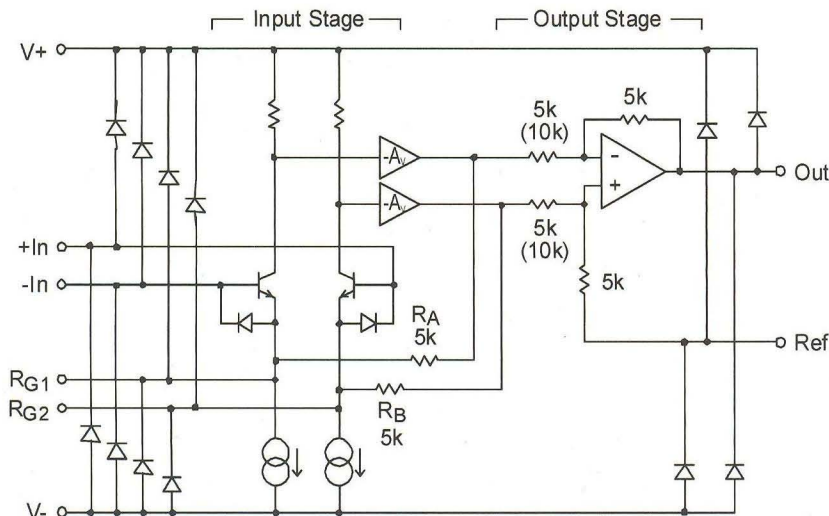 Input Stage
Output Stage
V+
5k
(10k)
5k
-Av
-
Out
-Av
+
+In
5k
(10k)
-In
5k
RA
5k
Ref
RG1
RG2
RB
5k
V-